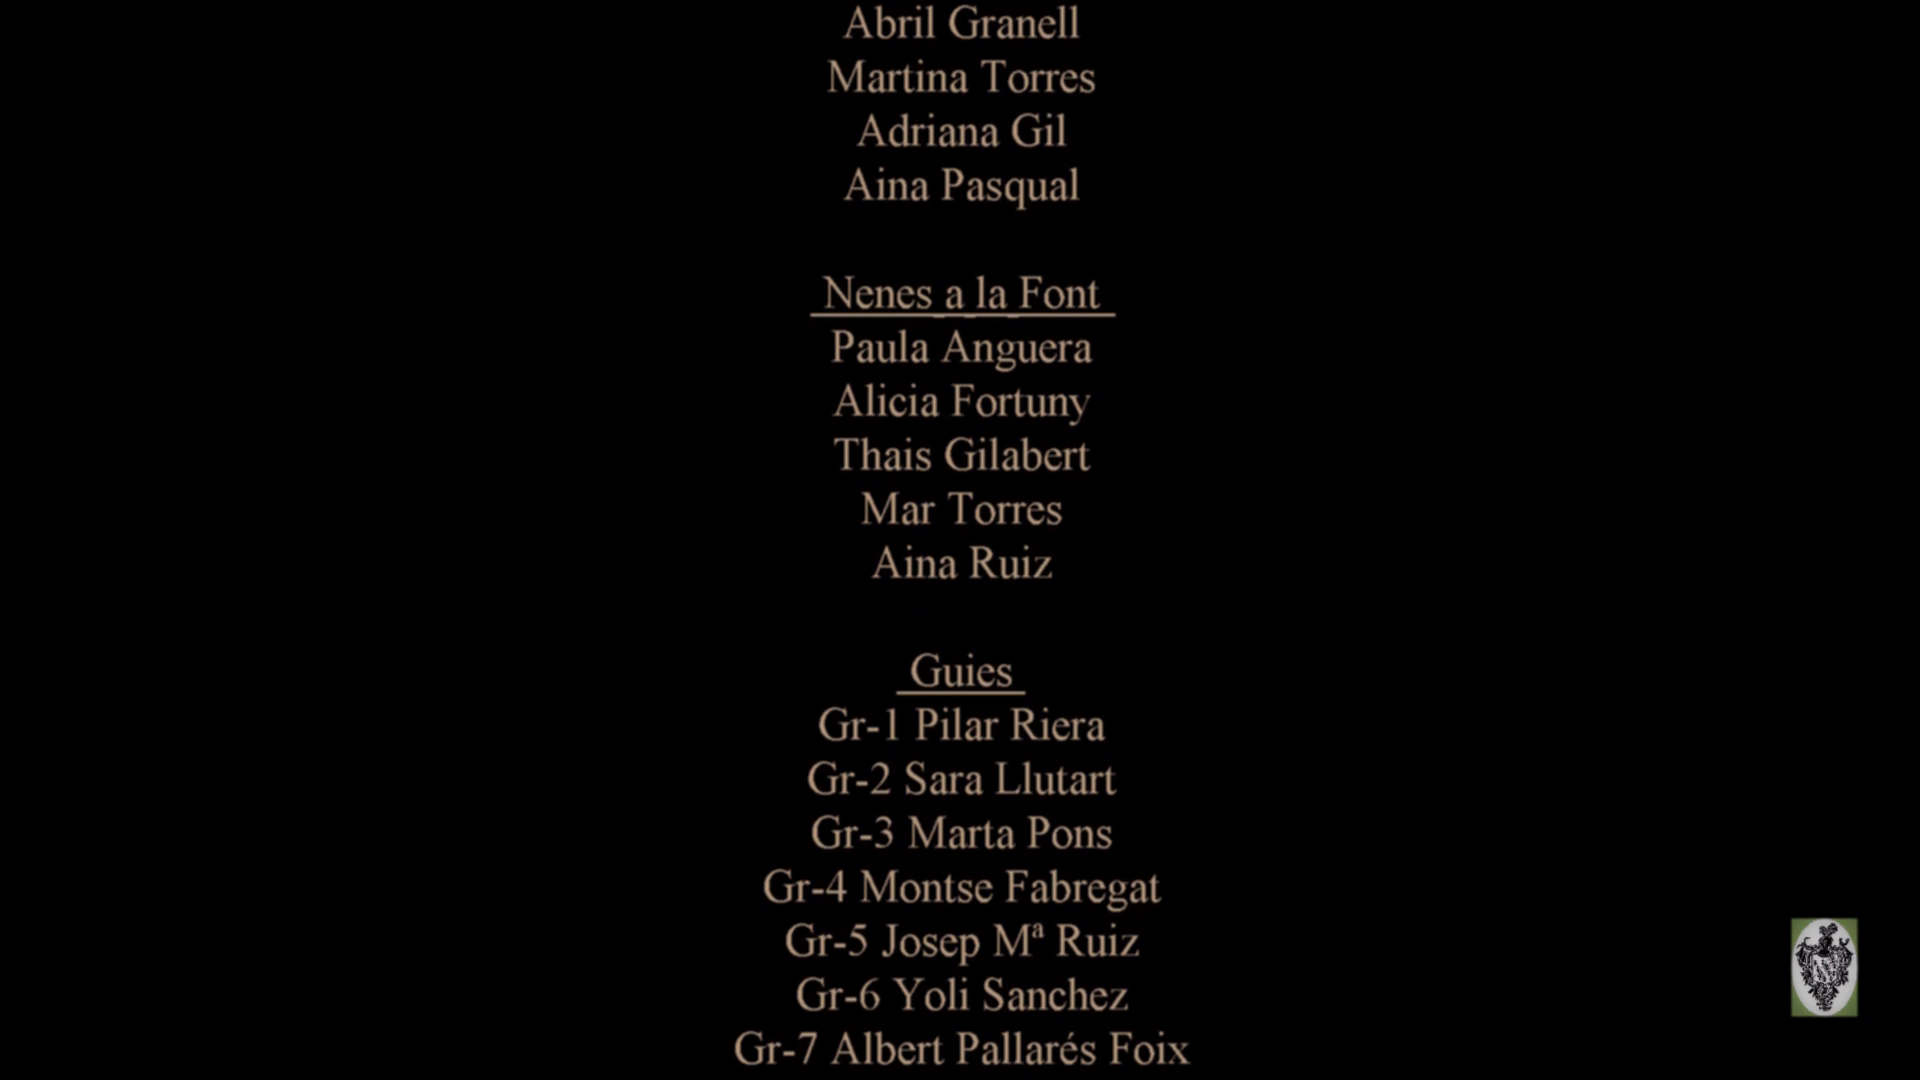 Abril Granell
Martina Torres
Adriana Gil
Aina Pasqual
Nenes a la Font
Paula Anguera
Alicia Fortuny
Thais Gilabert
Mar Torres
Aina Ruiz
Guies
Gr-1 Pilar Riera
Gr-2 Sara Llutart
Gr-3 Marta Pons
Gr-4 Montse Fabregat
Gr-5 Josep Mª Ruiz
Gr-6 Yoli Sanchez
Gr-7 Albert Pallarés Foix